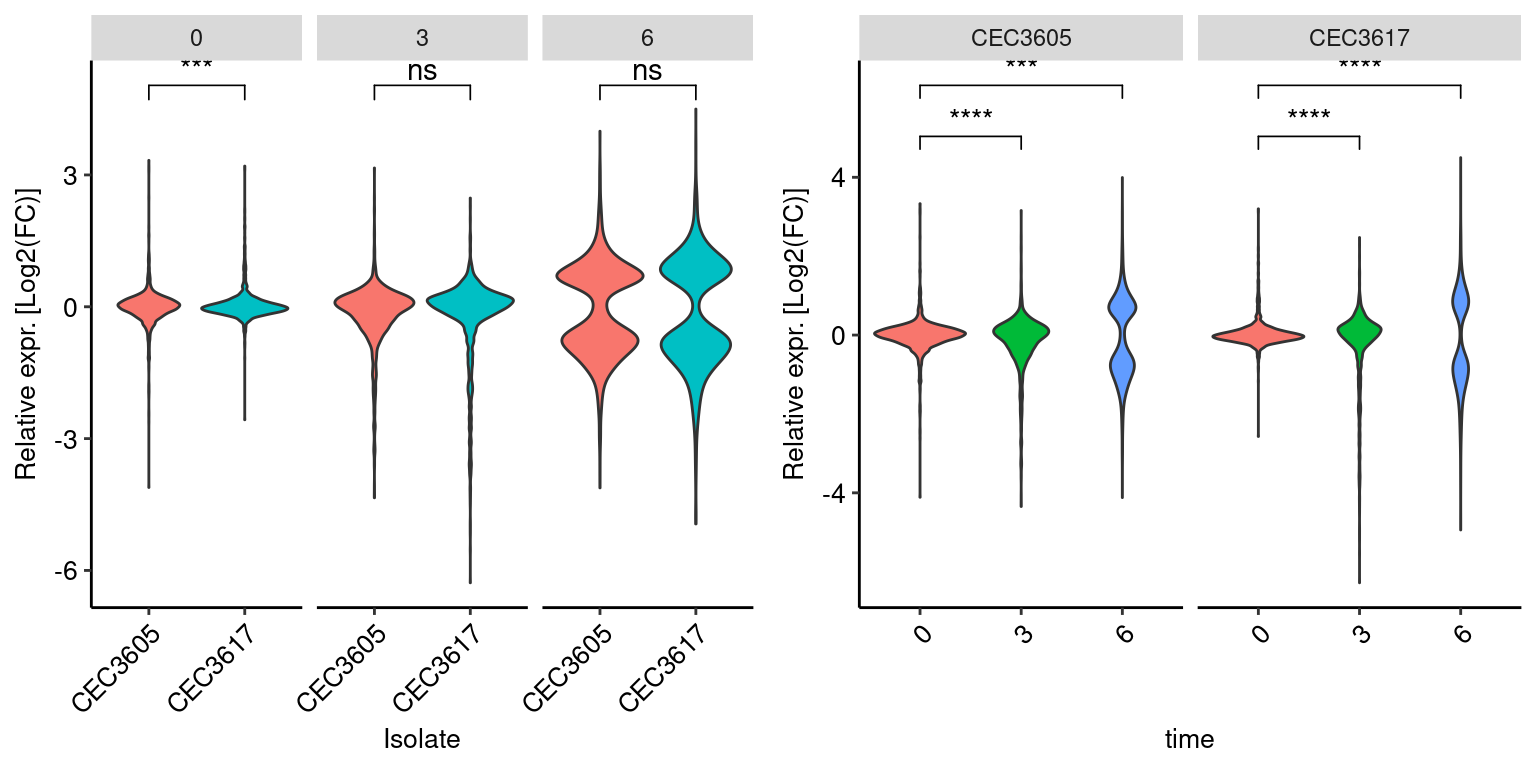 0 3 6
*** ns ns
Relative expr. [Log2(FC)]
3
0
-3
-6
CEC3605 CEC3617 CEC3605 CEC3617 CEC3605 CEC3617
Isolate
CEC3605 CEC3617
*** ****
**** ****
Relative expr. [Log2(FC)]
4
0
-4
0 3 6 0 3 6
time